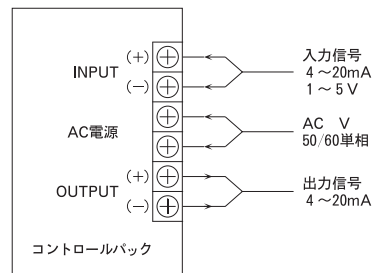 (+)
INPUT
(−)
AC電源
(+)
OUTPUT
(−)
コントロールパック
入力信号
4～20mA
1～5V
AC V
50/60単相
出力信号
4～20mA